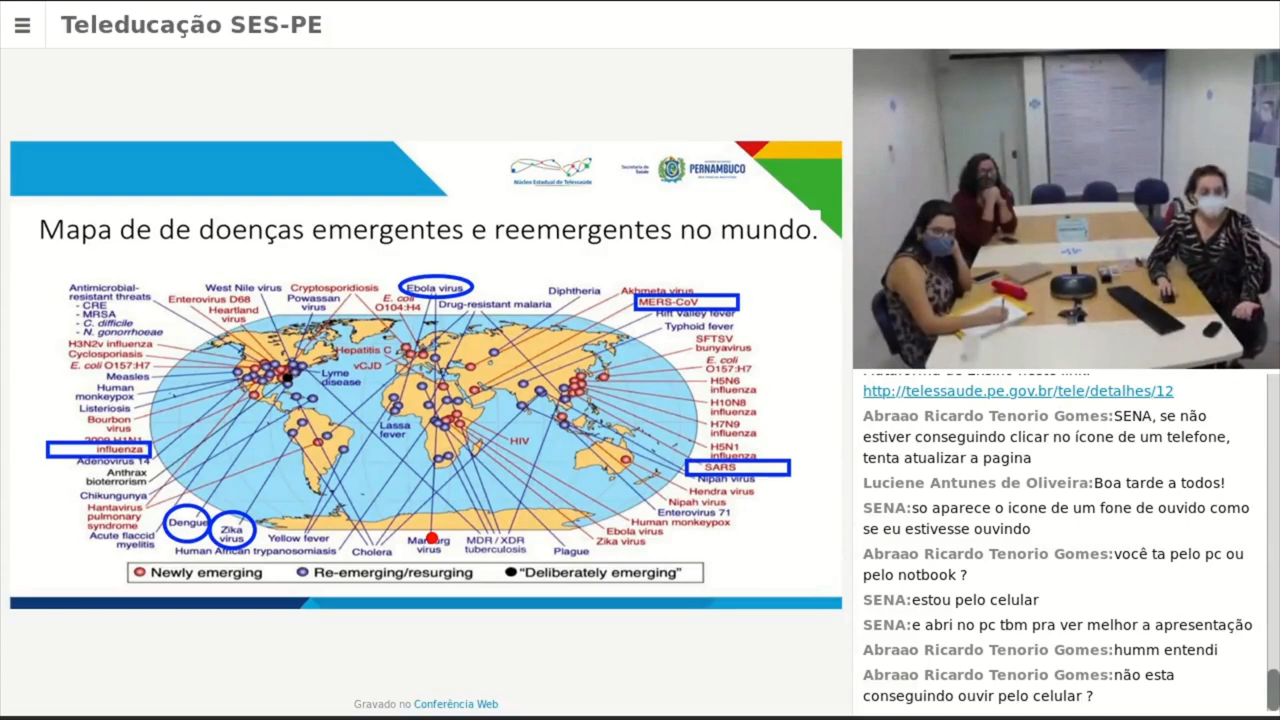 Teleducação SES-PE
Núcleo Estadual de Telessaúde
Secretaria de
Saúde
PERNAMBUCO
Mapa de de doenças emergentes e reemergentes no mundo.
Antimicrobial-
resistant threats
- CRE
- MRSA
- C. difficile
- N. gonorrhoeae
H3N2v influenza
Cyclosporiasis
E. coli O157:H7
Measles
Human
monkeypox
Listeriosis
Bourbon
virus
2009 H1N1
influenza
Adenovirus 14
Anthrax
bioterrorism
Chikungunya
Hantavirus
pulmonary
syndrome
Acute flaccid
myelitis
Dengue
Zika
virus
Human African trypanosomiasis
Yellow fever
Cholera
Marburg
virus
MDR / XDR
tuberculosis
Plague
West Nile virus
Enterovirus D68
Heartland
virus
Cryptosporidiosis
Powassan
virus
E. coli
O104:H4
Ebola virus
Drug-resistant malaria
Diphtheria
Akhmeta virus
MERS-CoV
Rift Valley fever
Typhoid fever
SFTSV
bunyavirus
E. coli
O157:H7
H5N6
influenza
H10N8
influenza
H7N9
influenza
H5N1
influenza
SARS
Nipah virus
Hendra virus
Nipah virus
Enterovirus 71
Human monkeypox
Ebola virus
Zika virus
Hepatitis C
vCJD
Lyme
disease
Lassa
fever
HIV
Newly emerging
Re-emerging/resurging
"Deliberately emerging"
Gravado no Conferência Web
http://telessaude.pe.gov.br/tele/detalhes/12
Abraao Ricardo Tenorio Gomes:SENA, se não
estiver conseguindo clicar no ícone de um telefone,
tenta atualizar a pagina
Luciene Antunes de Oliveira:Boa tarde a todos!
SENA:so aparece o icone de um fone de ouvido como
se eu estivesse ouvindo
Abraao Ricardo Tenorio Gomes:você ta pelo pc ou
pelo notbook ?
SENA:estou pelo celular
SENA:e abri no pc tbm pra ver melhor a apresentação
Abraao Ricardo Tenorio Gomes:humm entendi
Abraao Ricardo Tenorio Gomes:não esta
conseguindo ouvir pelo celular ?